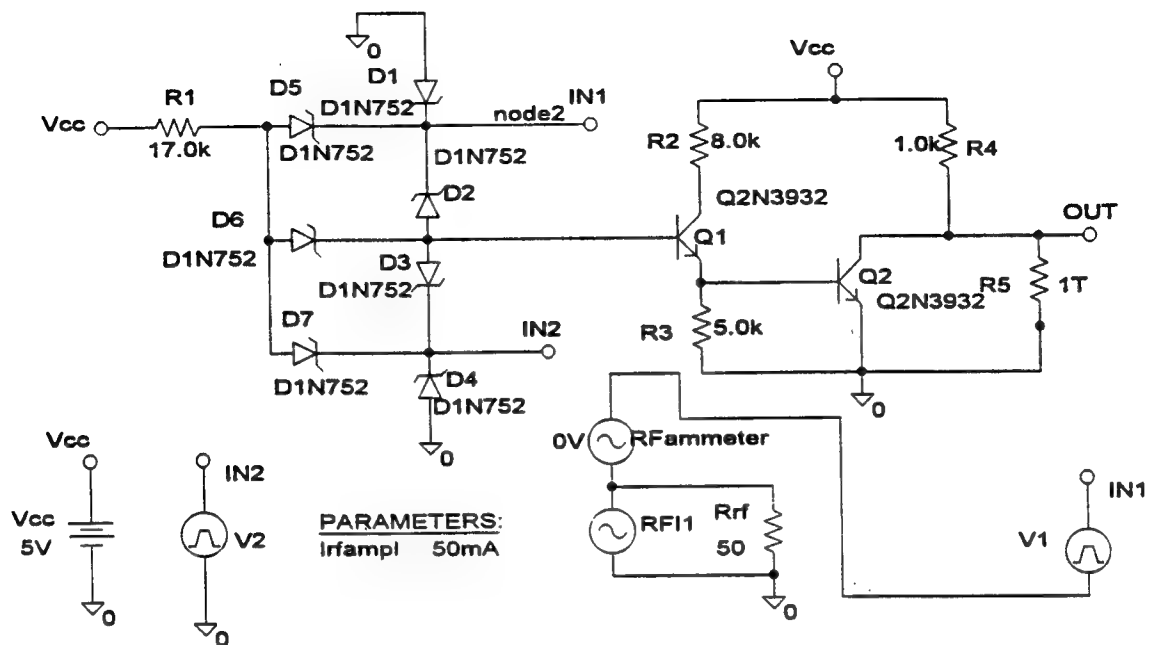 0
Vcc
D1
D5
R1
D1N752
node2
IN1
Vcc
17.0k
D1N752
D1N752
R2
8.0k
1.0k
R4
D2
Q2N3932
D6
OUT
Q1
D1N752
D3
D1N752
Q2
R5
1T
Q2N3932
D7
IN2
R3
5.0k
D1N752
D4
D1N752
0
0
Vcc
IN2
0V
RFammeter
IN1
Vcc
5V
V2
PARAMETERS:
Irfampl 50mA
RFI1
Rrf
50
V1
0
0
0